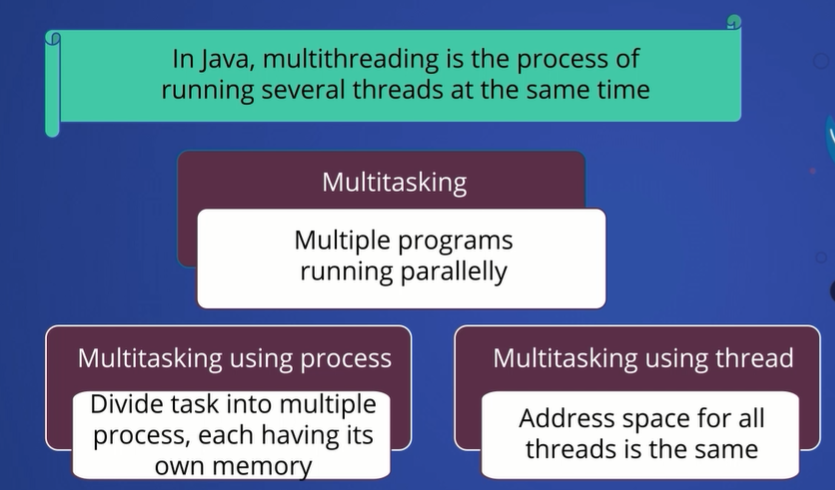 In Java, multithreading is the process of
running several threads at the same time
Multitasking
Multiple programs
running parallelly
Multitasking using process
Divide task into multiple
process, each having its
own memory
Multitasking using thread
Address space for all
threads is the same